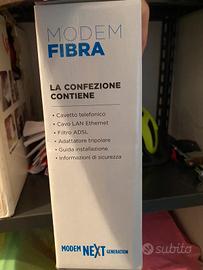 MODEM
FIBRA
LA CONFEZIONE
CONTIENE
• Cavetto telefonico
• Cavo LAN Ethernet
• Filtro ADSL
• Adattatore tripolare
• Guida installazione
• Informazioni di sicurezza
MODEM NEXT GENERATION
subito